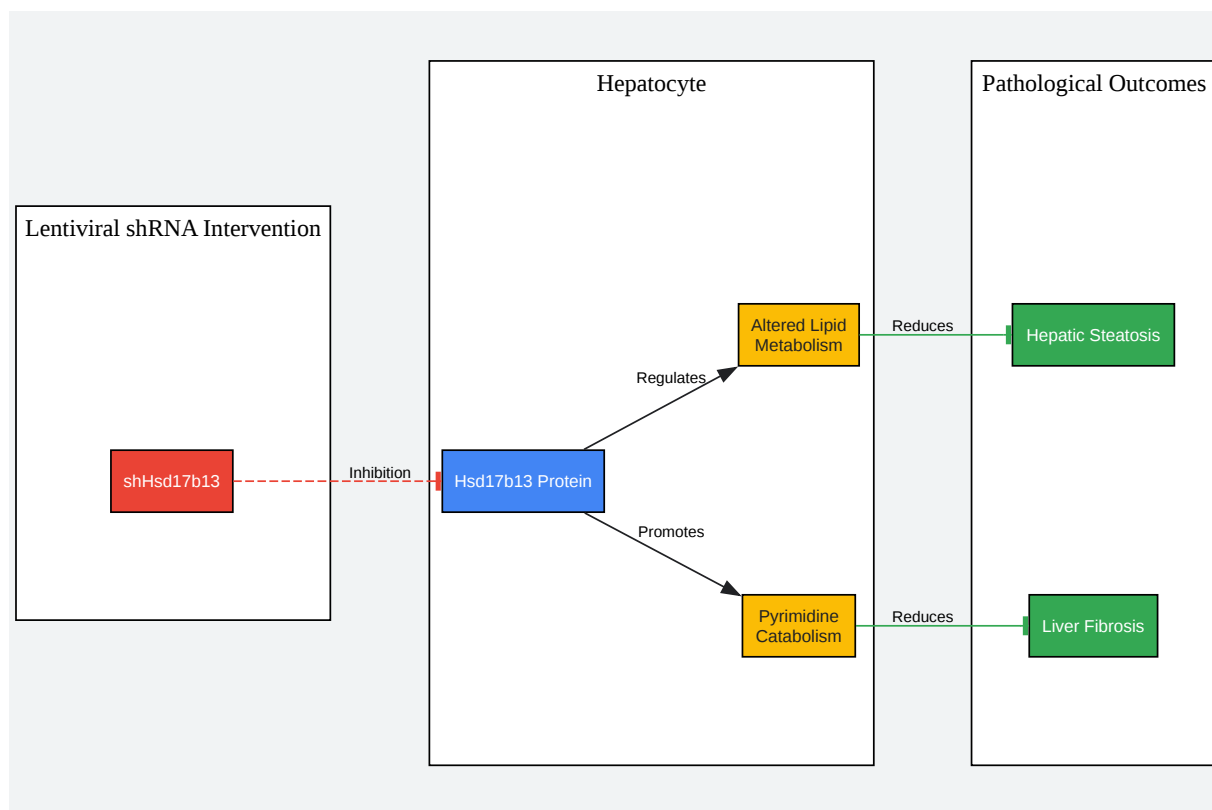 Lentiviral shRNA Intervention
shHsd17b13
Inhibition
Hepatocyte
Hsd17b13 Protein
Regulates
Promotes
Altered Lipid
Metabolism
Pyrimidine
Catabolism
Reduces
Reduces
Pathological Outcomes
Hepatic Steatosis
Liver Fibrosis